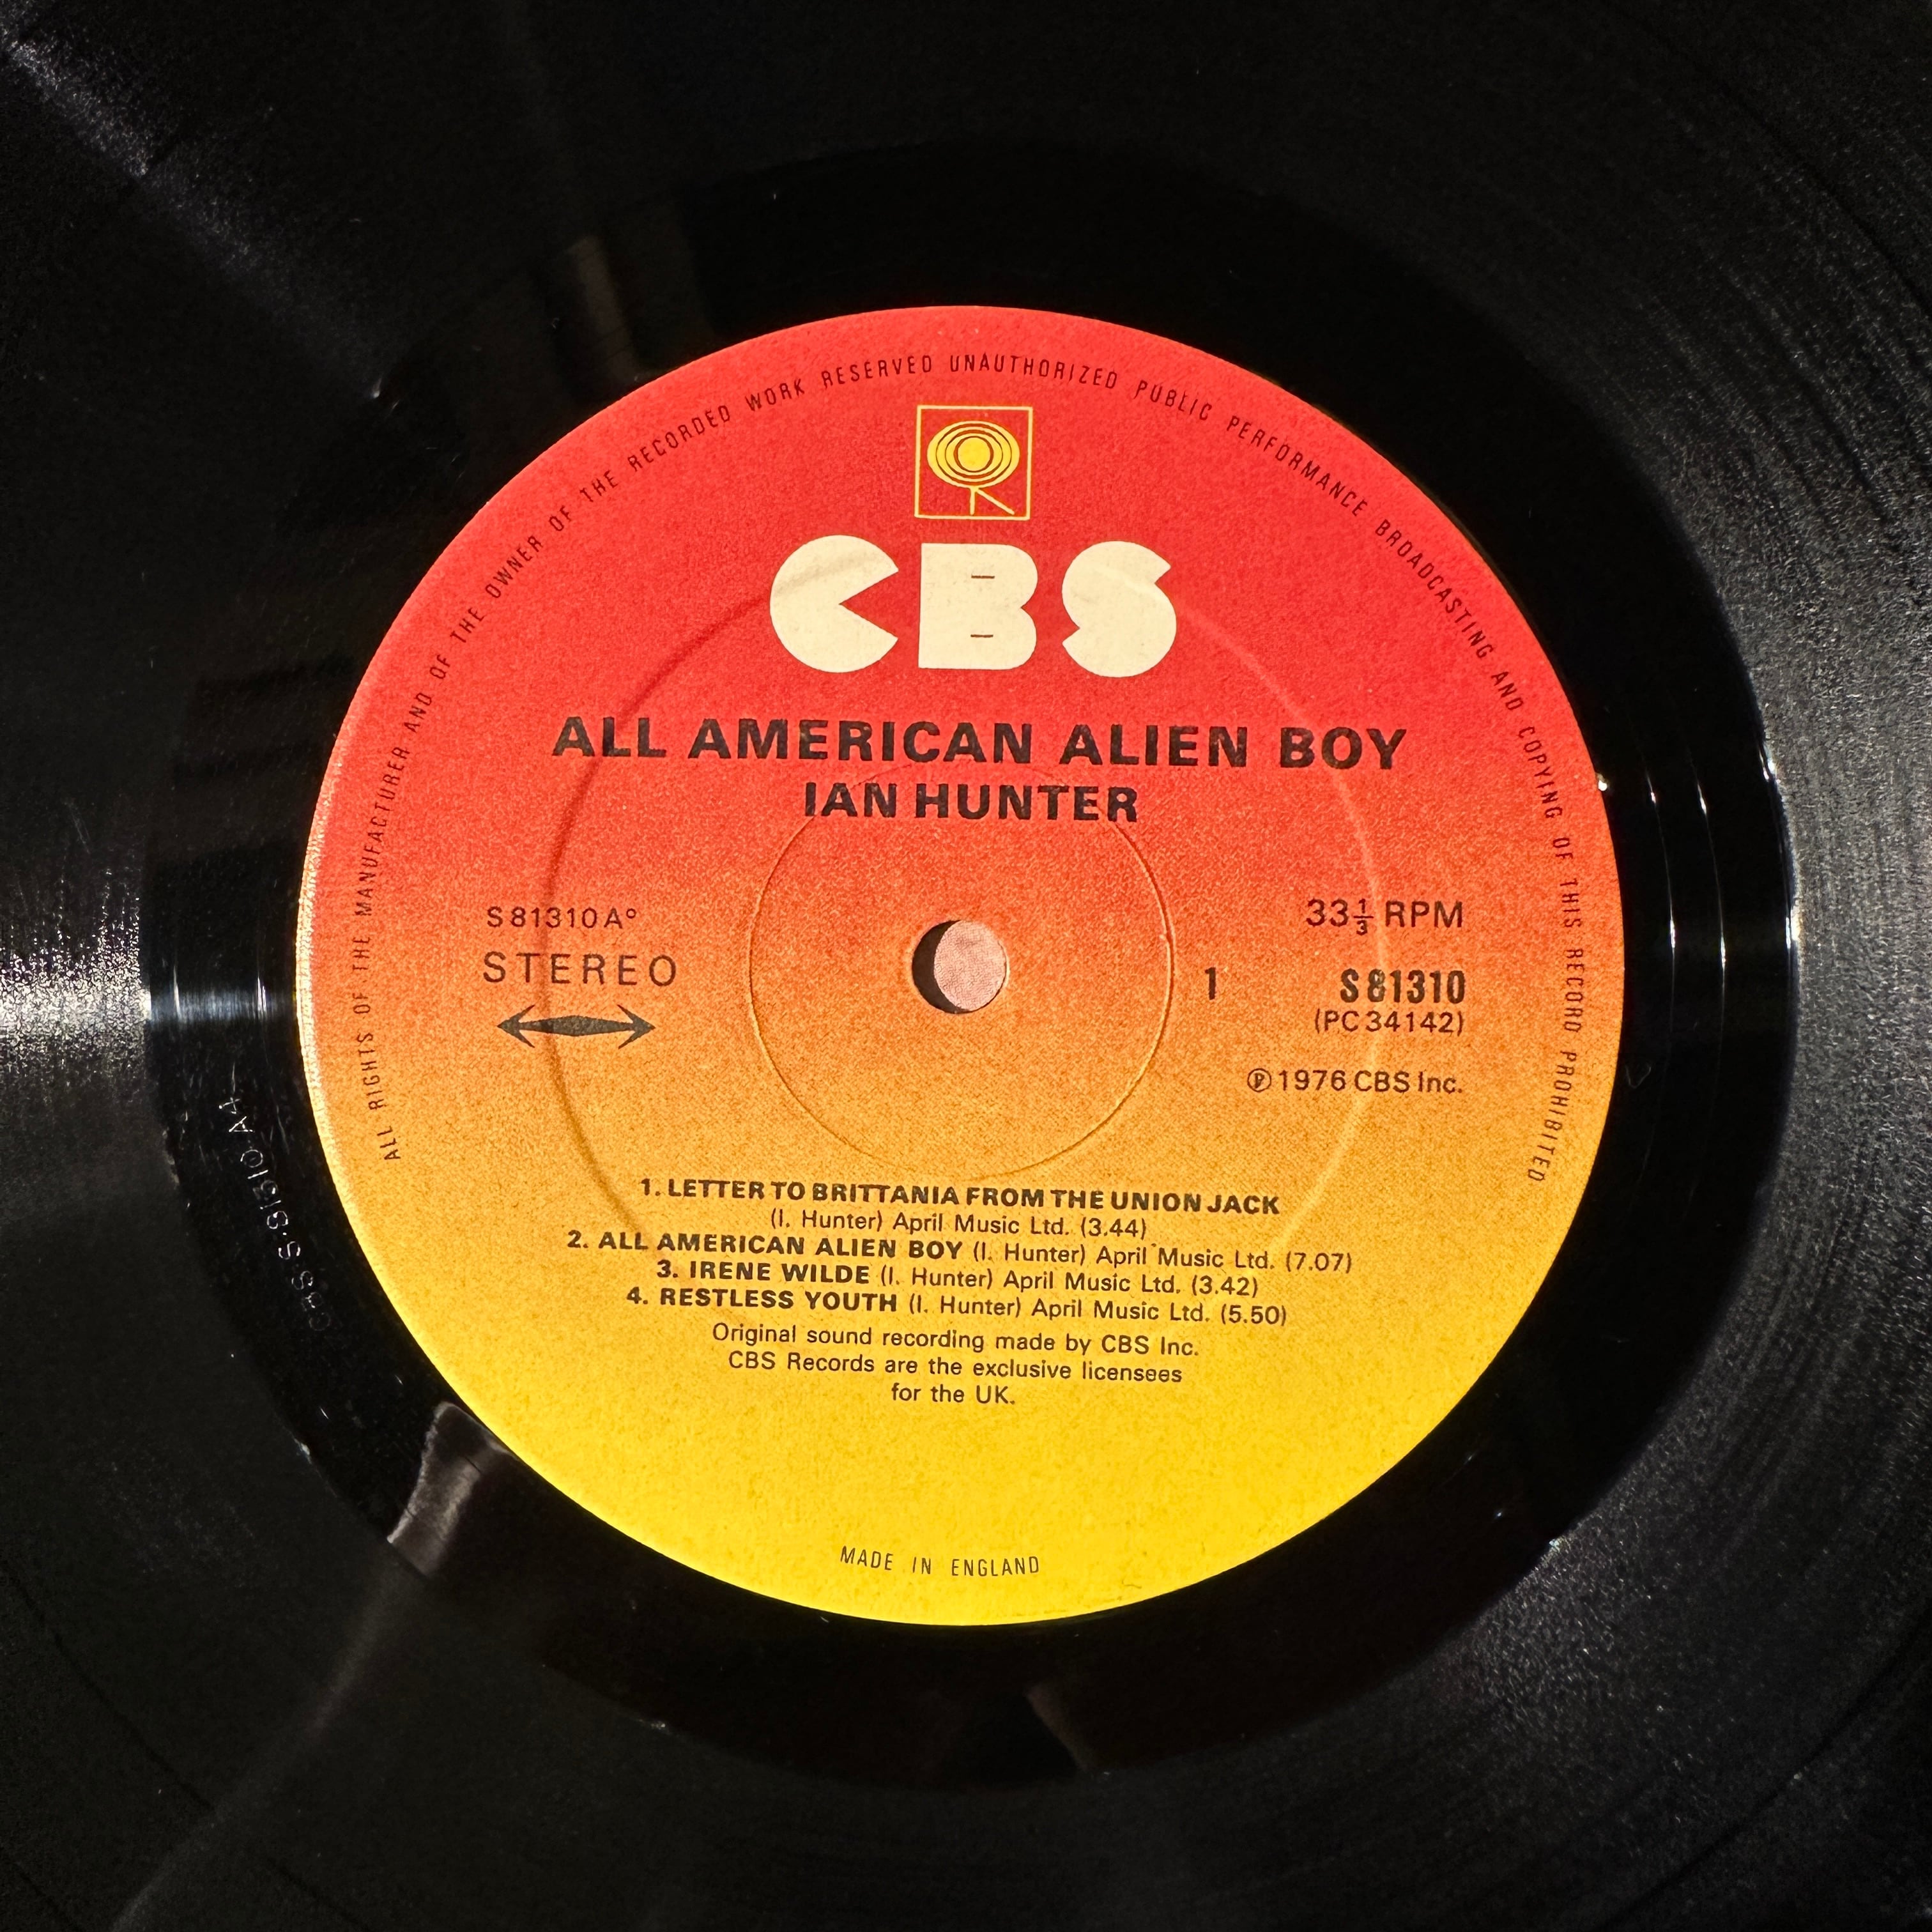 ALL RIGHTS OF THE MANUFACTURER AND OF THE OWNER OF THE RECORDED WORK RESERVED UNAUTHORIZED PUBLIC PERFORMANCE BROADCASTING AND COPYING OF THIS RECORD PROHIBITED
CBS
ALL AMERICAN ALIEN BOY
IAN HUNTER
S 81310 A°
STEREO
33⅓ RPM
1
S 81310
(PC 34142)
℗ 1976 CBS Inc.
1. LETTER TO BRITTANIA FROM THE UNION JACK
(I. Hunter) April Music Ltd. (3.44)
2. ALL AMERICAN ALIEN BOY (I. Hunter) April Music Ltd. (7.07)
3. IRENE WILDE (I. Hunter) April Music Ltd. (3.42)
4. RESTLESS YOUTH (I. Hunter) April Music Ltd. (5.50)
Original sound recording made by CBS Inc.
CBS Records are the exclusive licensees
for the UK.
MADE IN ENGLAND
CBS S·81310 A4